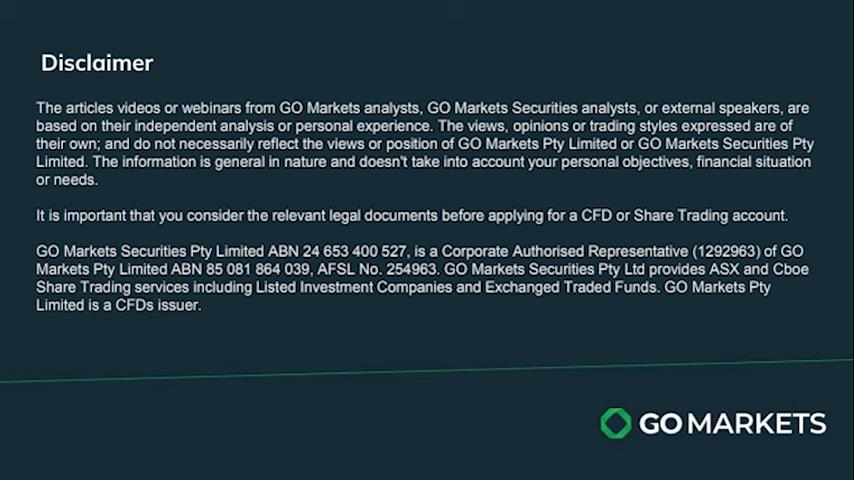 Disclaimer
The articles videos or webinars from GO Markets analysts, GO Markets Securities analysts, or external speakers, are
based on their independent analysis or personal experience. The views, opinions or trading styles expressed are of
their own; and do not necessarily reflect the views or position of GO Markets Pty Limited or GO Markets Securities Pty
Limited. The information is general in nature and doesn't take into account your personal objectives, financial situation
or needs.
It is important that you consider the relevant legal documents before applying for a CFD or Share Trading account.
GO Markets Securities Pty Limited ABN 24 653 400 527, is a Corporate Authorised Representative (1292963) of GO
Markets Pty Limited ABN 85 081 864 039, AFSL No. 254963. GO Markets Securities Pty Ltd provides ASX and Cboe
Share Trading services including Listed Investment Companies and Exchanged Traded Funds. GO Markets Pty
Limited is a CFDs issuer.
GO MARKETS